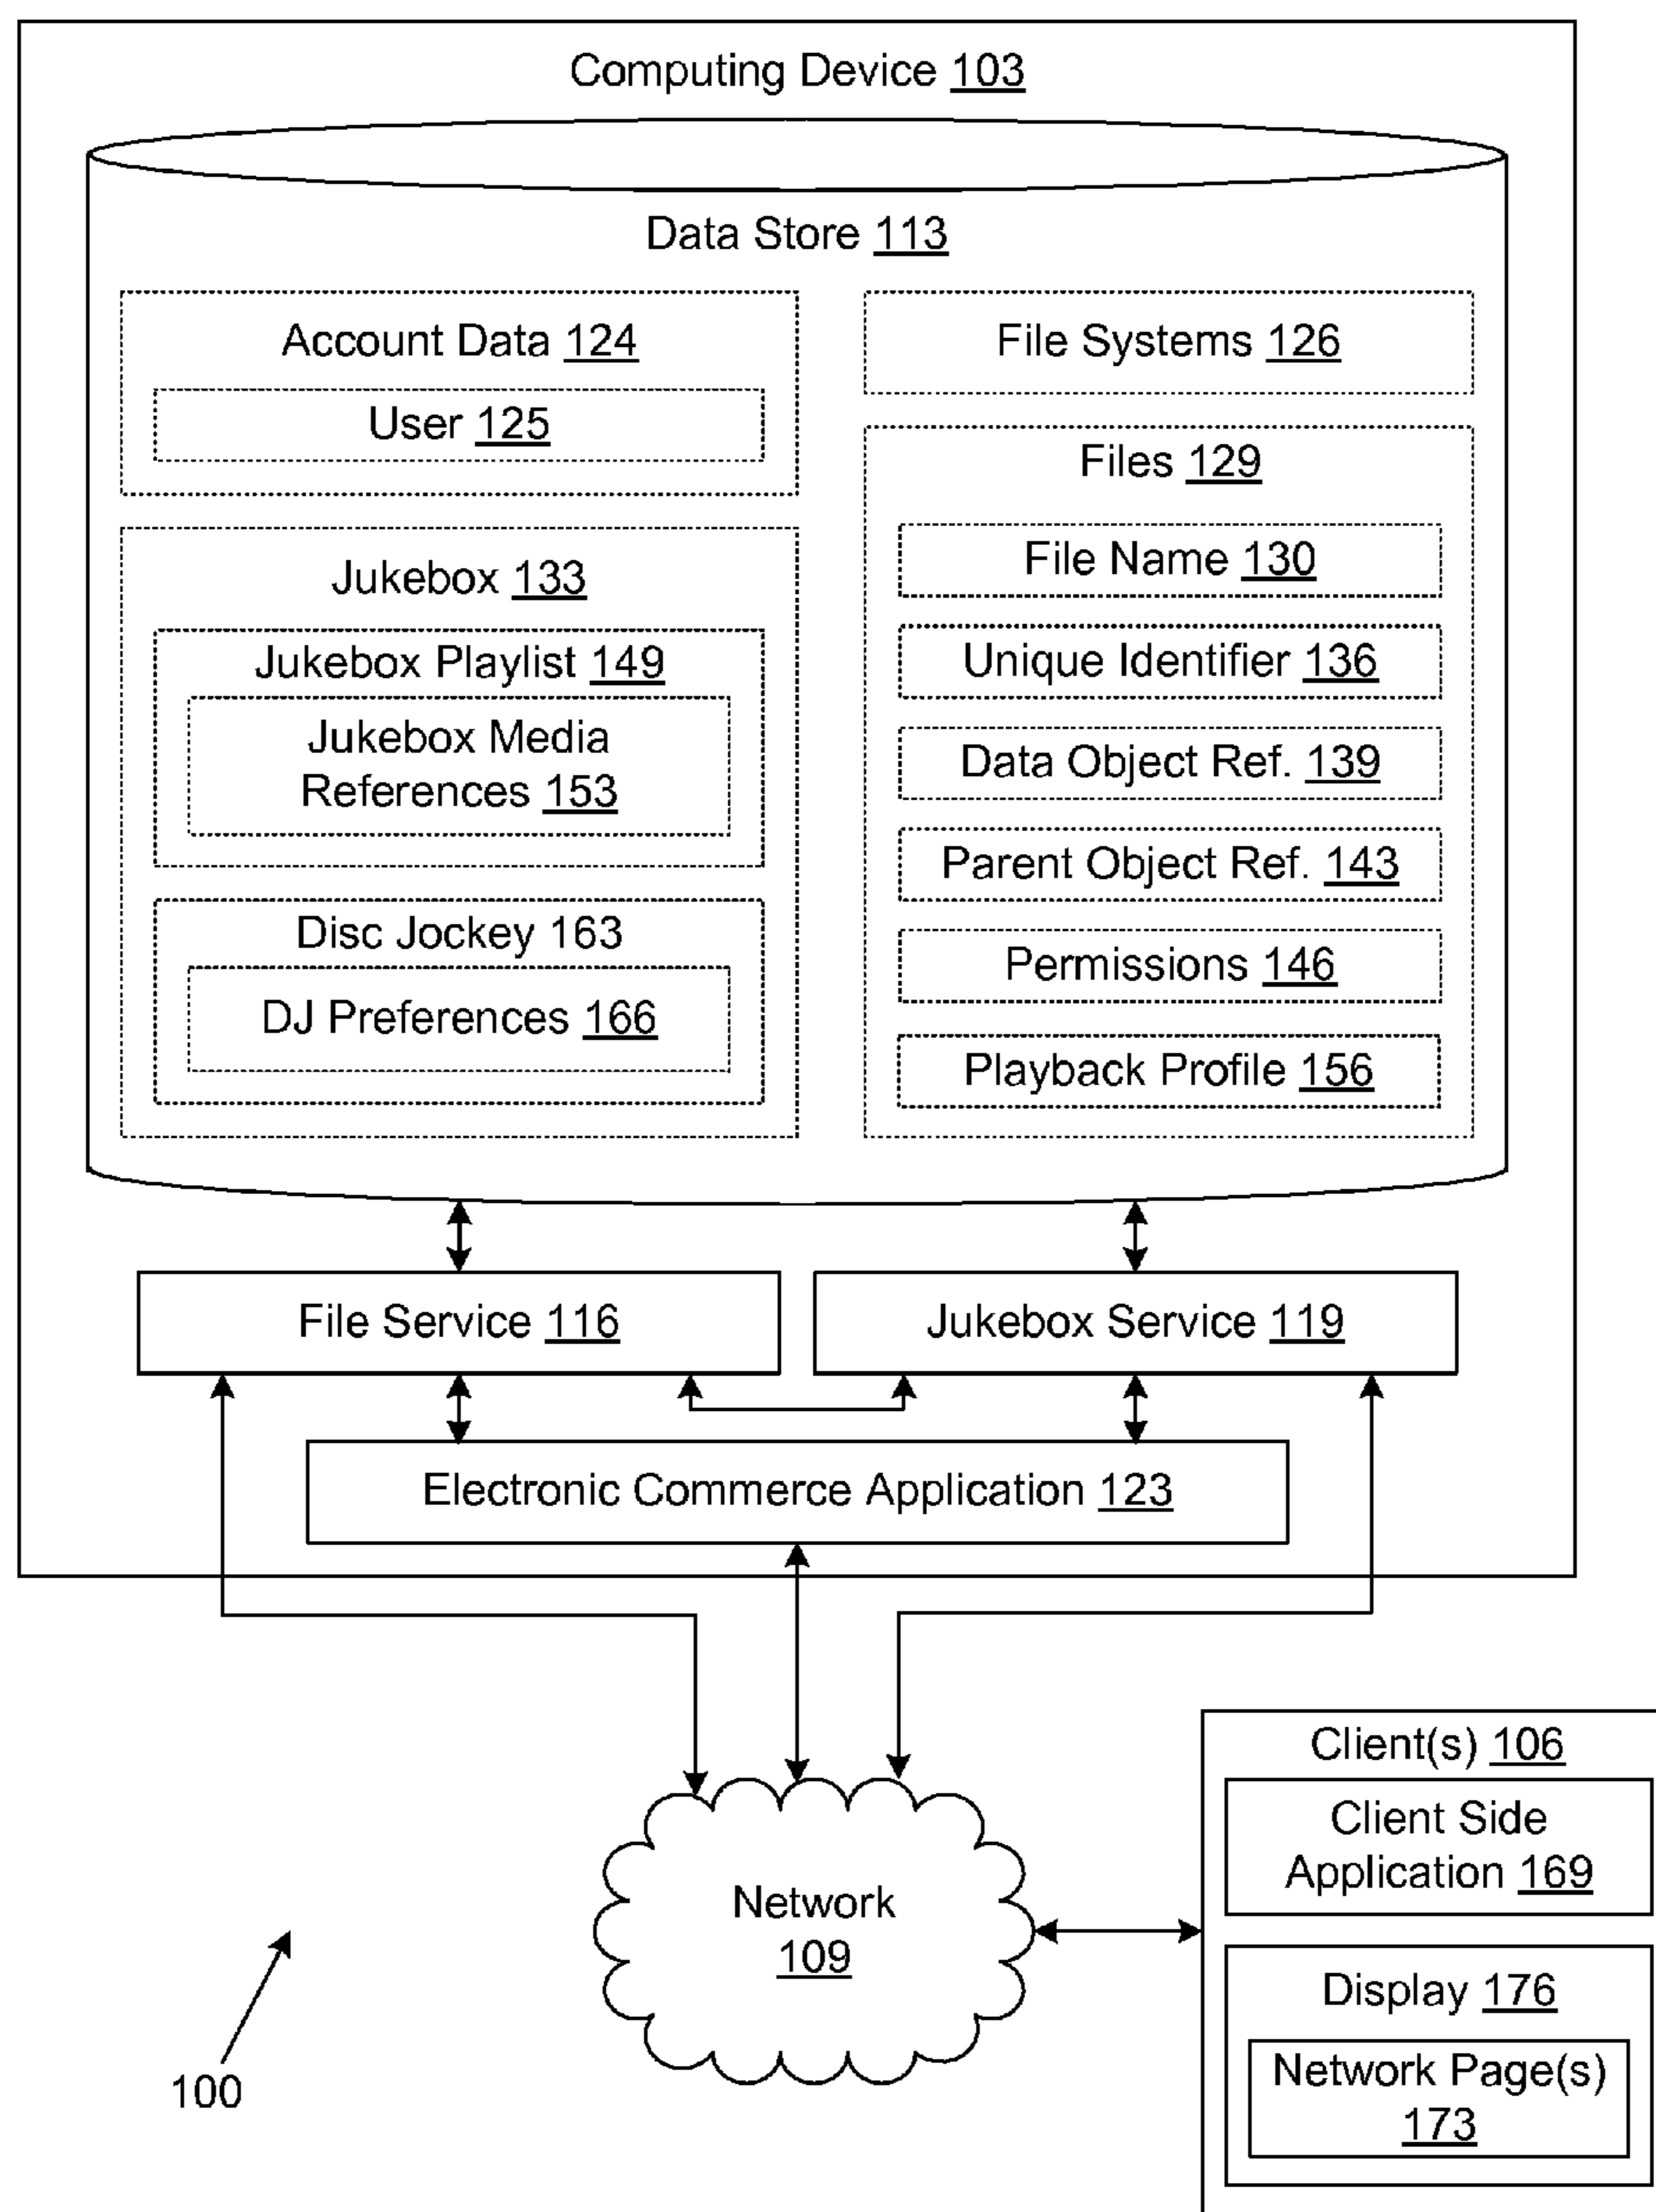 Computing Device 103
Data Store 113
Account Data 124
User 125
Jukebox 133
Jukebox Playlist 149
Jukebox Media
References 153
Disc Jockey 163
DJ Preferences 166
File Systems 126
Files 129
File Name 130
Unique Identifier 136
Data Object Ref. 139
Parent Object Ref. 143
Permissions 146
Playback Profile 156
File Service 116
Jukebox Service 119
Electronic Commerce Application 123
Network
109
Client(s) 106
Client Side
Application 169
Display 176
Network Page(s)
173
100